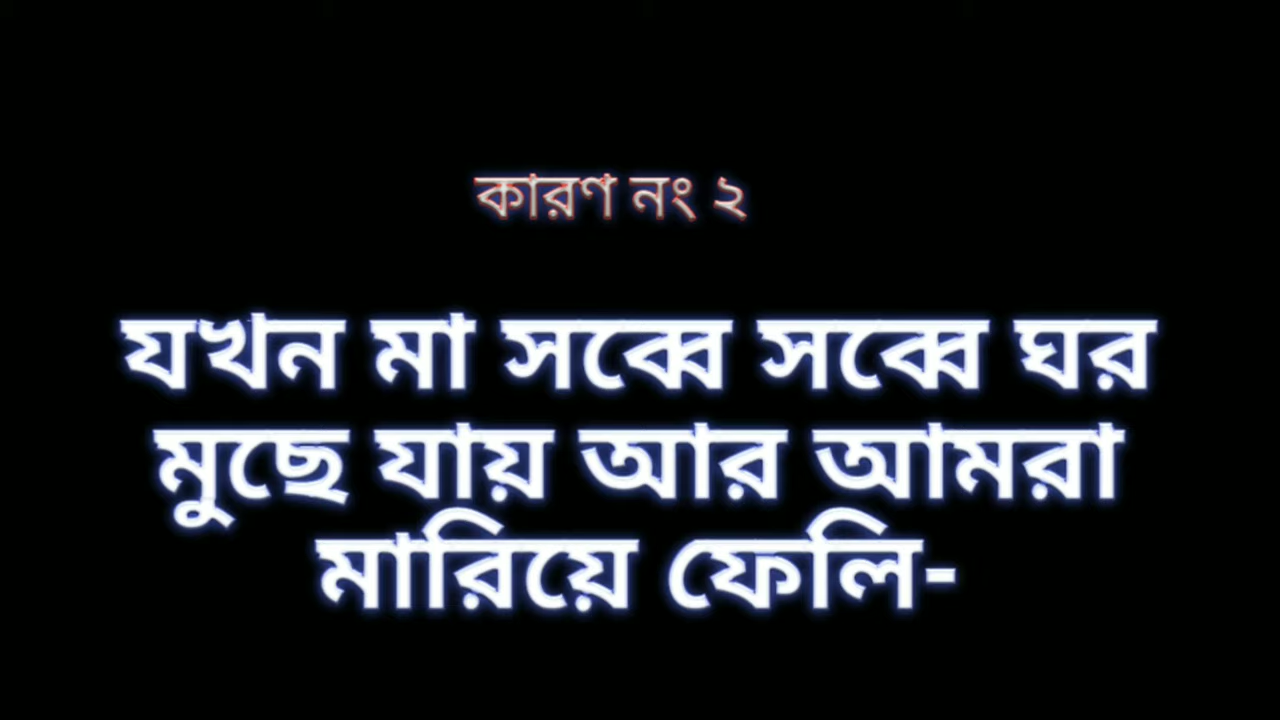 কারণ নং ২
যখন মা সব্বে সব্বে ঘর
মুছে যায় আর আমরা
মারিয়ে ফেলি-